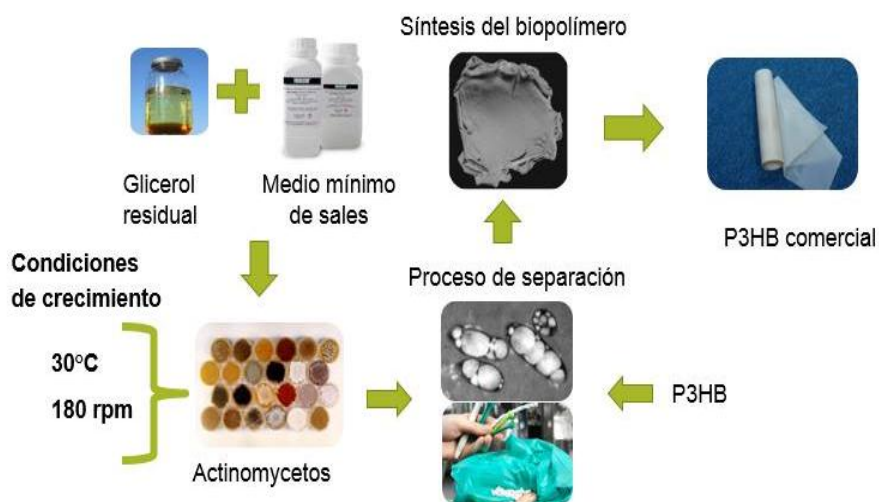 Síntesis del biopolímero
Glicerol
residual
Medio mínimo
de sales
P3HB comercial
Condiciones
de crecimiento
30°C
180 rpm
Actinomycetos
Proceso de separación
P3HB